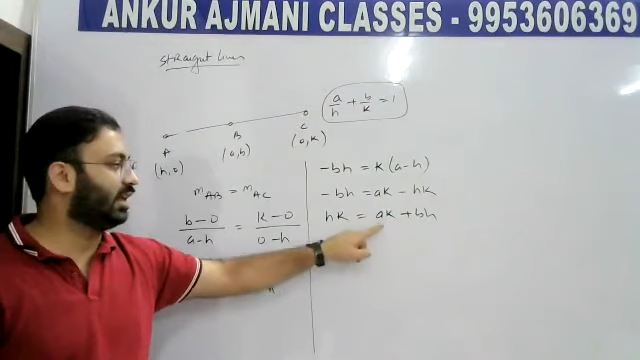 ANKUR AJMANI CLASSES - 9953606369
straight lines
a/h + b/k = 1
A
B
C
(h, 0)
(a, b)
(0, k)
m_AB = m_AC
b-0/a-h = k-0/0-h
-bh = k(a-h)
-bh = ak - hk
hk = ak + bh